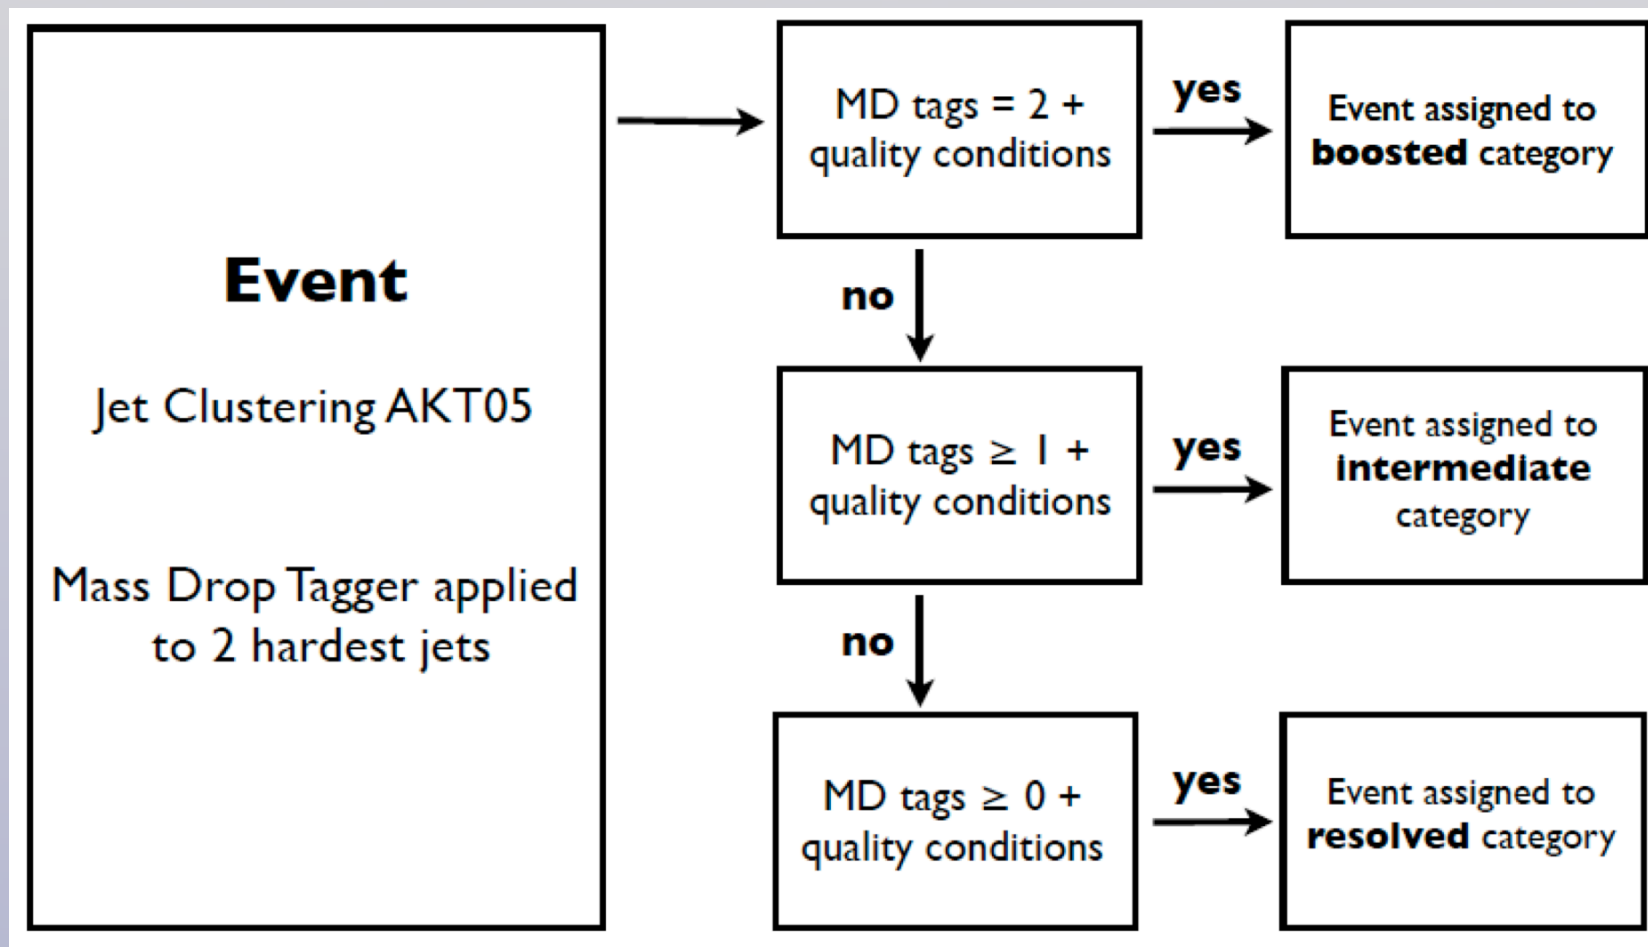 Event
Jet Clustering AKT05
Mass Drop Tagger applied
to 2 hardest jets
MD tags = 2 +
quality conditions
yes
Event assigned to
boosted category
no
MD tags ≥ 1 +
quality conditions
yes
Event assigned to
intermediate
category
no
MD tags ≥ 0 +
quality conditions
yes
Event assigned to
resolved category